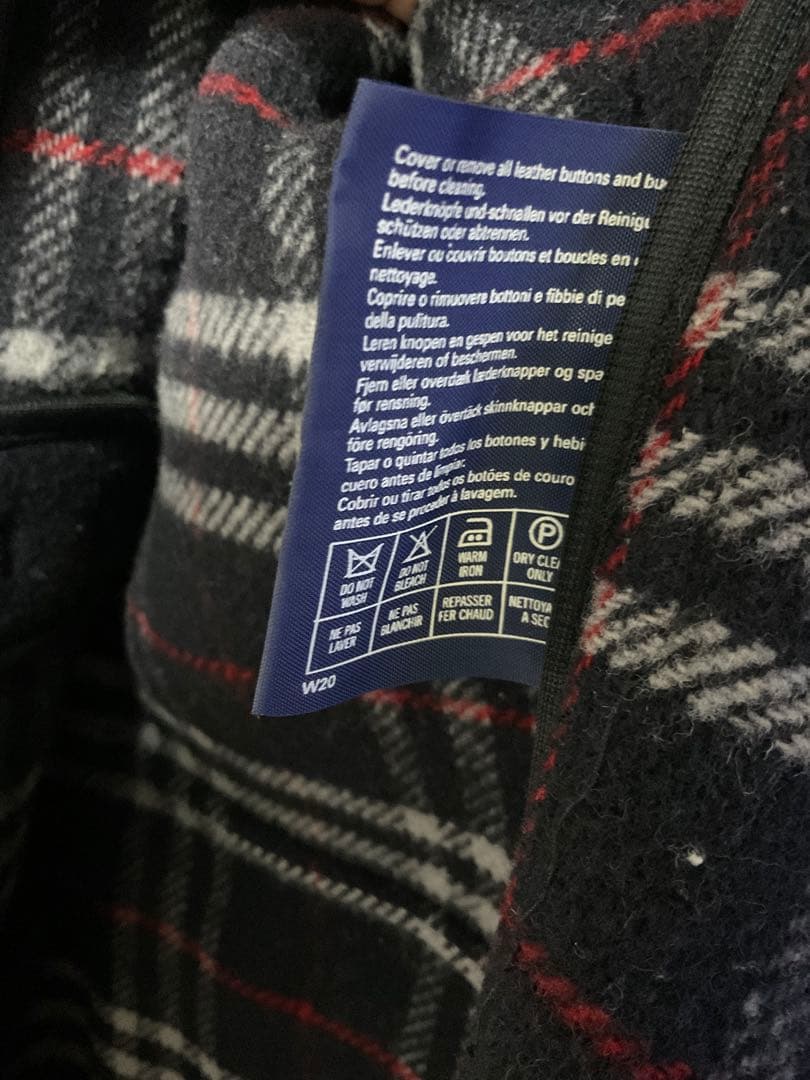 Cover or remove all leather buttons and bu
before cleaning.
Lederknöpfe und-schnallen vor der Reinigu
schützen oder abtrennen.
Enlever ou couvrir boutons et boucles en
nettoyage.
Coprire o rimuovere bottoni e fibbie di pe
della pulitura.
Leren knopen en gespen voor het reinige
verwijderen of beschermen.
Fjern eller overdæk læderknapper og spa
før rensning.
Avlagsna eller övertäck skinnknappar och
före rengöring.
Tapar o quintar todos los botones y hebi
cuero antes de limpiar.
Cobrir ou tirar todos os botões de couro
antes de se proceder à lavagem.
P
DO NOT WASH
DO NOT BLEACH
WARM IRON
DRY CLEA ONLY
NE PAS LAVER
NE PAS BLANCHIR
REPASSER FER CHAUD
NETTOYA A SEC
W20